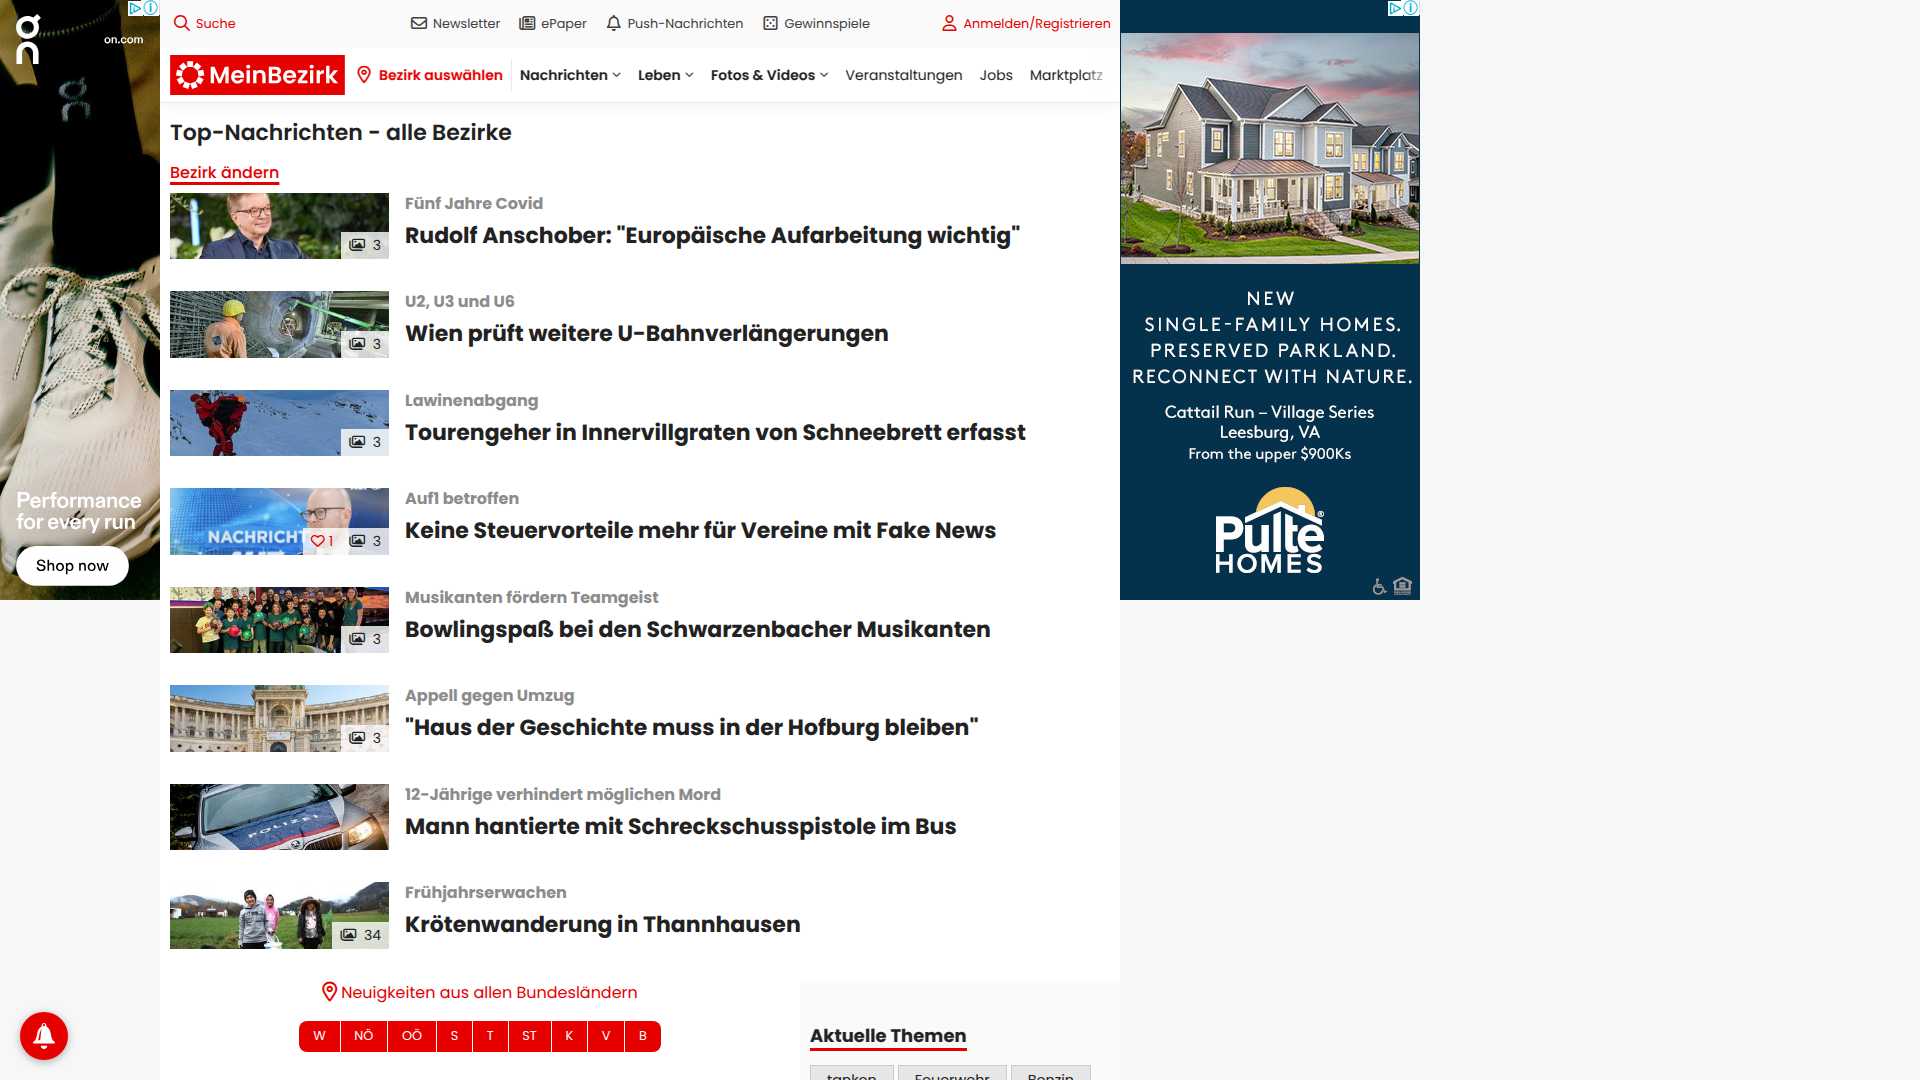 on.com
Performance
for every run
Shop now
Suche
Newsletter
ePaper
Push-Nachrichten
Gewinnspiele
Anmelden/Registrieren
MeinBezirk
Bezirk auswählen
Nachrichten
Leben
Fotos & Videos
Veranstaltungen
Jobs
Marktplatz
Top-Nachrichten - alle Bezirke
Bezirk ändern
3
Fünf Jahre Covid
Rudolf Anschober: "Europäische Aufarbeitung wichtig"
3
U2, U3 und U6
Wien prüft weitere U-Bahnverlängerungen
3
Lawinenabgang
Tourengeher in Innervillgraten von Schneebrett erfasst
NACHRICHT
1
3
Auf1 betroffen
Keine Steuervorteile mehr für Vereine mit Fake News
3
Musikanten fördern Teamgeist
Bowlingspaß bei den Schwarzenbacher Musikanten
3
Appell gegen Umzug
"Haus der Geschichte muss in der Hofburg bleiben"
POLIZEI
12-Jährige verhindert möglichen Mord
Mann hantierte mit Schreckschusspistole im Bus
34
Frühjahrserwachen
Krötenwanderung in Thannhausen
Neuigkeiten aus allen Bundesländern
W
NÖ
OÖ
S
T
ST
K
V
B
Aktuelle Themen
tanken
Feuerwehr
Benzin
NEW
SINGLE-FAMILY HOMES.
PRESERVED PARKLAND.
RECONNECT WITH NATURE.
Cattail Run – Village Series
Leesburg, VA
From the upper $900Ks
Pulte®
HOMES